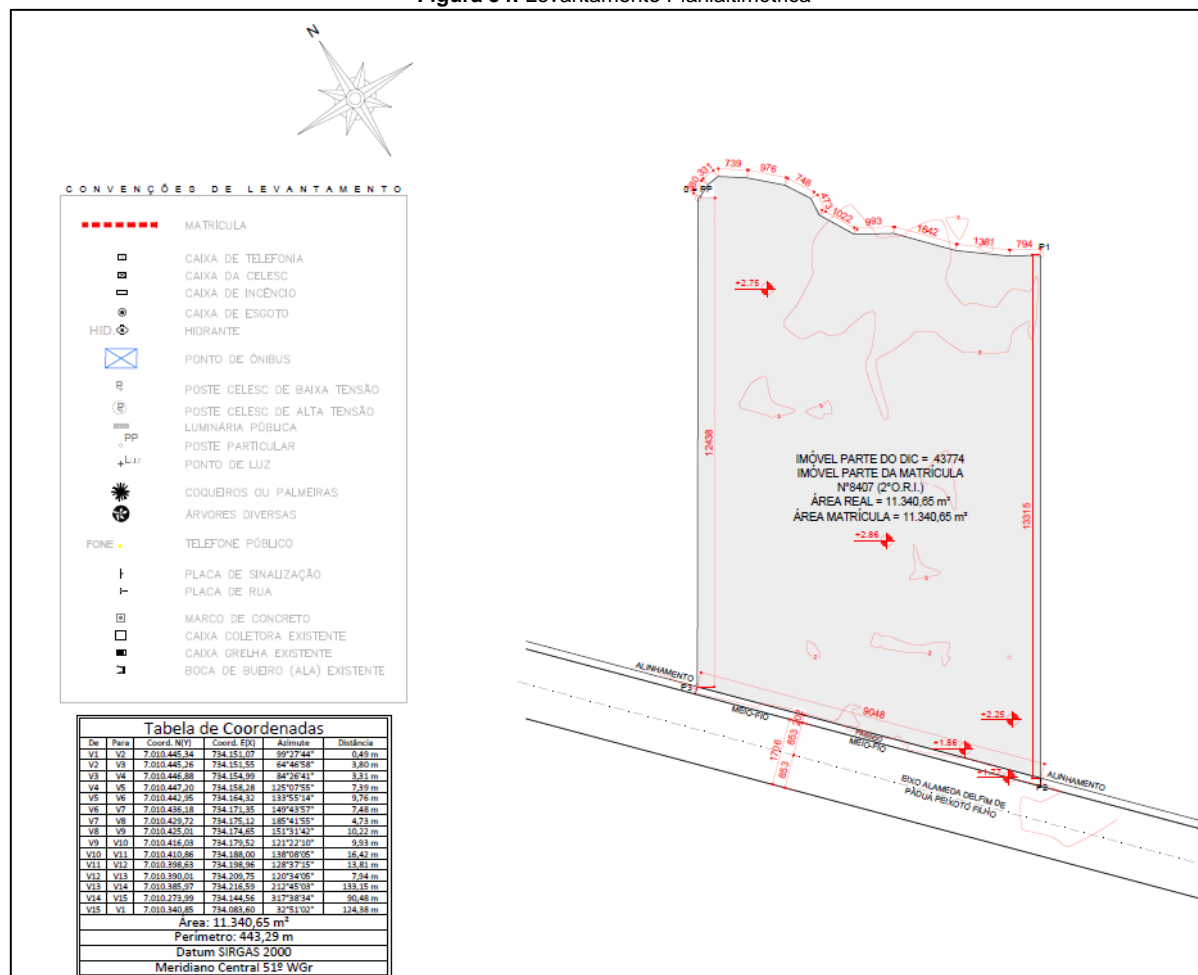 Figura 34: Levantamento Planialtimétrica
N
CONVENÇÕES DE LEVANTAMENTO
MATRÍCULA
CAIXA DE TELEFONIA
CAIXA DA CELESC
CAIXA DE INCÊNCIO
CAIXA DE ESGOTO
HID. HIDRANTE
PONTO DE ÔNIBUS
POSTE CELESC DE BAIXA TENSÃO
POSTE CELESC DE ALTA TENSÃO
LUMINÁRIA PÚBLICA
PP POSTE PARTICULAR
+Luz PONTO DE LUZ
COQUEIROS OU PALMEIRAS
ÁRVORES DIVERSAS
FONE TELEFONE PÚBLICO
PLACA DE SINALIZAÇÃO
PLACA DE RUA
MARCO DE CONCRETO
CAIXA COLETORA EXISTENTE
CAIXA GRELHA EXISTENTE
BOCA DE BUEIRO (ALA) EXISTENTE
Tabela de Coordenadas
De Para Coord. N(Y) Coord. E(X) Azimute Distância
V1 V2 7.010.445,34 734.151,07 99°27'44" 0,49 m
V2 V3 7.010.445,26 734.151,55 64°46'58" 3,80 m
V3 V4 7.010.446,88 734.154,99 84°26'41" 3,31 m
V4 V5 7.010.447,20 734.158,28 125°07'55" 7,39 m
V5 V6 7.010.442,95 734.164,32 133°55'14" 9,76 m
V6 V7 7.010.436,18 734.171,35 149°43'57" 7,48 m
V7 V8 7.010.429,72 734.175,12 185°41'55" 4,73 m
V8 V9 7.010.425,01 734.174,65 151°31'42" 10,22 m
V9 V10 7.010.416,03 734.179,52 121°22'10" 9,93 m
V10 V11 7.010.410,86 734.188,00 138°08'05" 16,42 m
V11 V12 7.010.398,63 734.198,96 128°37'15" 13,81 m
V12 V13 7.010.390,01 734.209,75 120°34'05" 7,94 m
V13 V14 7.010.385,97 734.216,59 212°45'03" 133,15 m
V14 V15 7.010.273,99 734.144,56 317°38'34" 90,48 m
V15 V1 7.010.340,85 734.083,60 32°51'02" 124,38 m
Área: 11.340,65 m²
Perímetro: 443,29 m
Datum SIRGAS 2000
Meridiano Central 51º WGr
331
739
976
748
473
1022
993
1642
1381
794
P1
+2.75
12438
13315
IMÓVEL PARTE DO DIC = 43774
IMÓVEL PARTE DA MATRÍCULA
N°8407 (2°O.R.I.)
ÁREA REAL = 11.340,65 m²
ÁREA MATRÍCULA = 11.340,65 m²
+2.86
+2.25
ALINHAMENTO
P3
9048
MEIO-FIO
PASSEIO
MEIO-FIO
1706
853
853
ALINHAMENTO
P2
EIXO ALAMEDA DELFIM DE
PÁDUA PEIXOTO FILHO